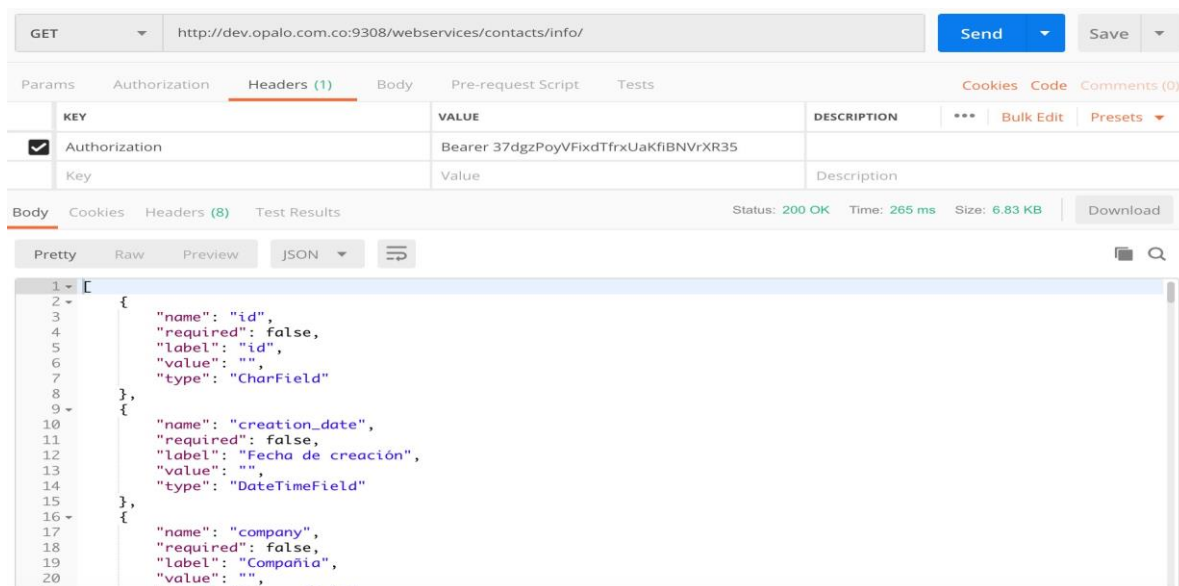 GET http://dev.opalo.com.co:9308/webservices/contacts/info/ Send Save
Params Authorization Headers (1) Body Pre-request Script Tests Cookies Code Comments (0)
KEY VALUE DESCRIPTION ••• Bulk Edit Presets
Authorization Bearer 37dgzPoyVFixdTfrxUaKfiBNVrXR35
Key Value Description
Body Cookies Headers (8) Test Results Status: 200 OK Time: 265 ms Size: 6.83 KB Download
Pretty Raw Preview JSON
1 [
2 {
3 "name": "id",
4 "required": false,
5 "label": "id",
6 "value": "",
7 "type": "CharField"
8 },
9 {
10 "name": "creation_date",
11 "required": false,
12 "label": "Fecha de creación",
13 "value": "",
14 "type": "DateTimeField"
15 },
16 {
17 "name": "company",
18 "required": false,
19 "label": "Compañia",
20 "value": "",